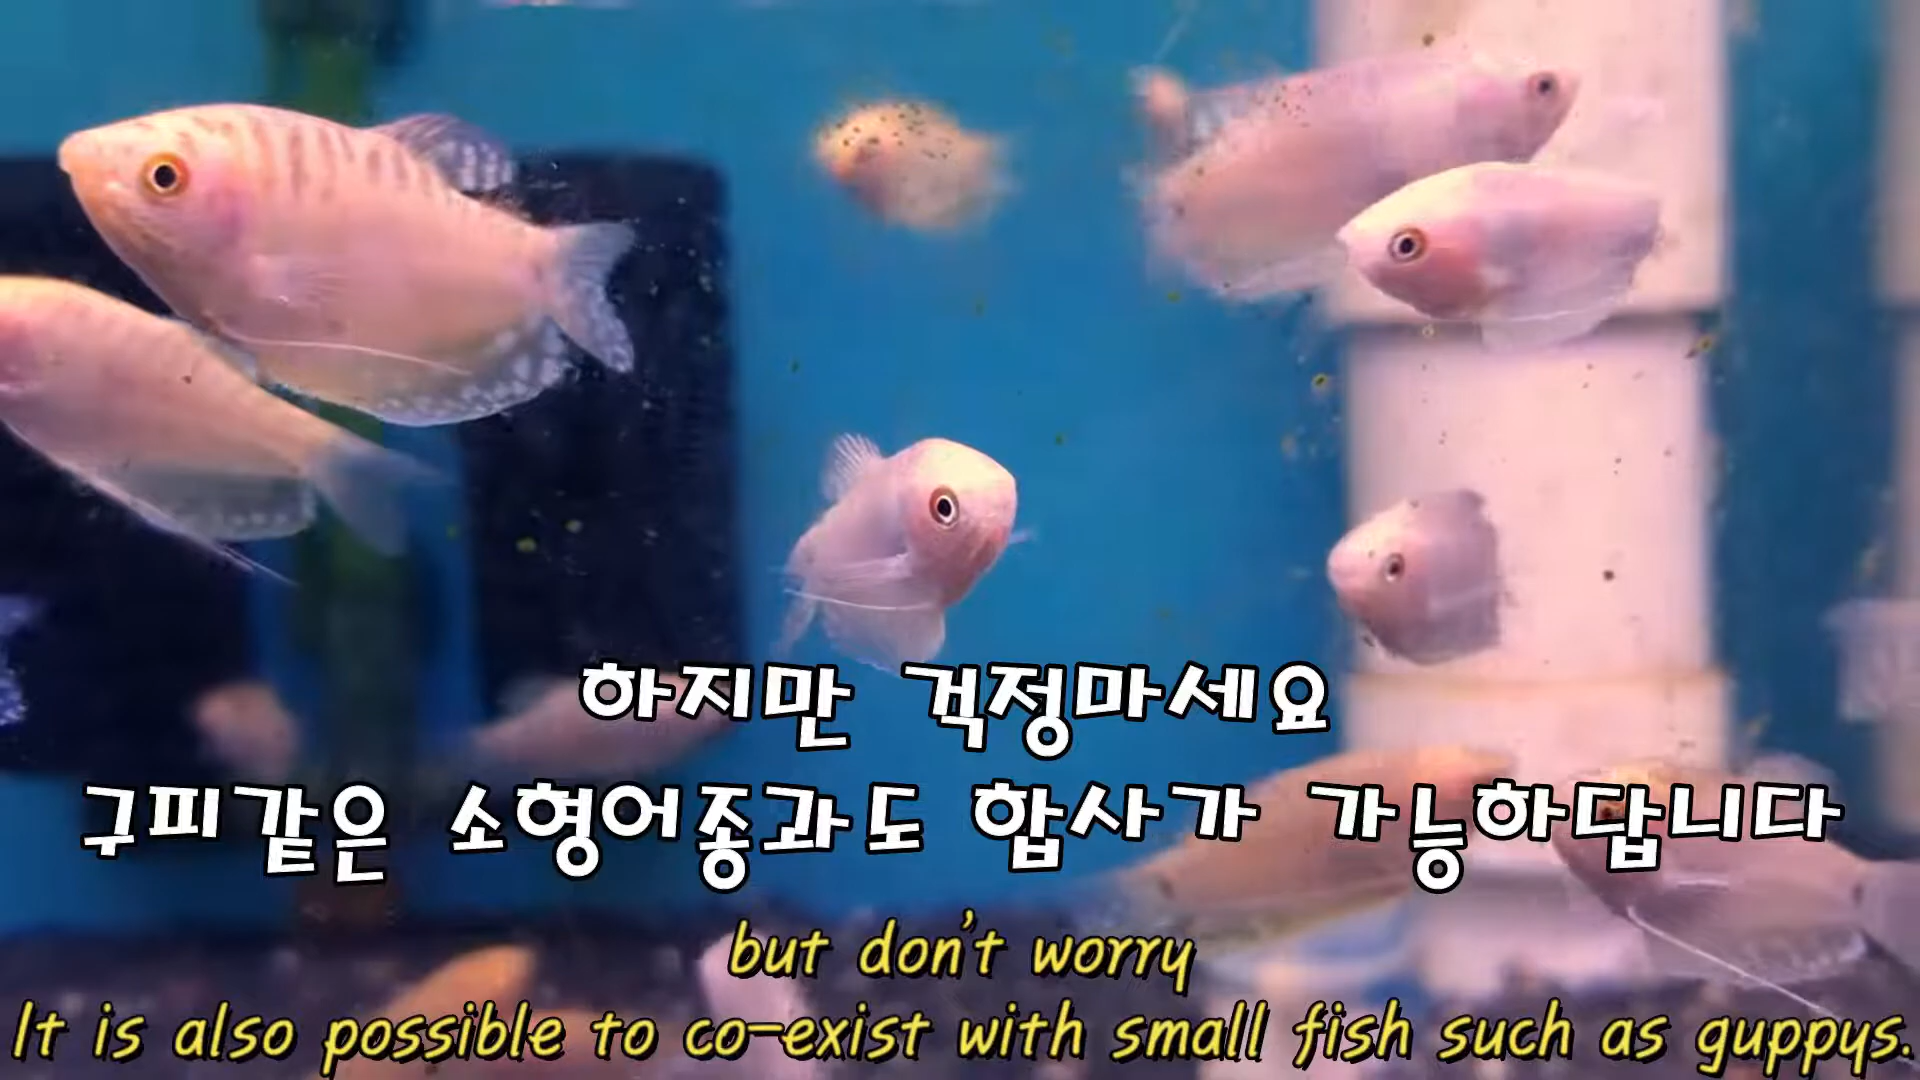 하지만 걱정마세요
구피같은 소형어종과도 합사가 가능하답니다
but don't worry
It is also possible to co-exist with small fish such as guppys.